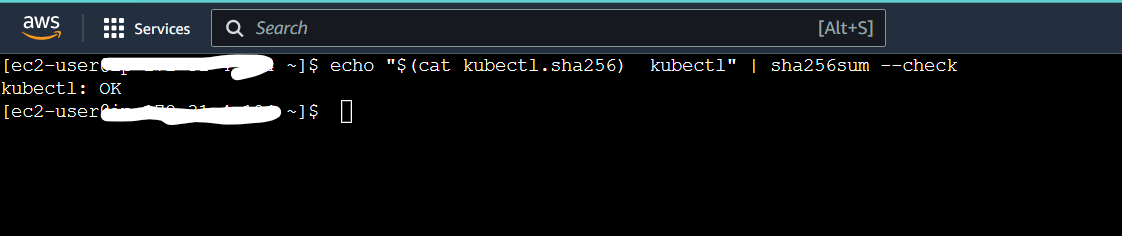 aws
Services
Search
[Alt+S]
[ec2-user ~]$ echo "$(cat kubectl.sha256)  kubectl" | sha256sum --check
kubectl: OK
[ec2-user ~]$